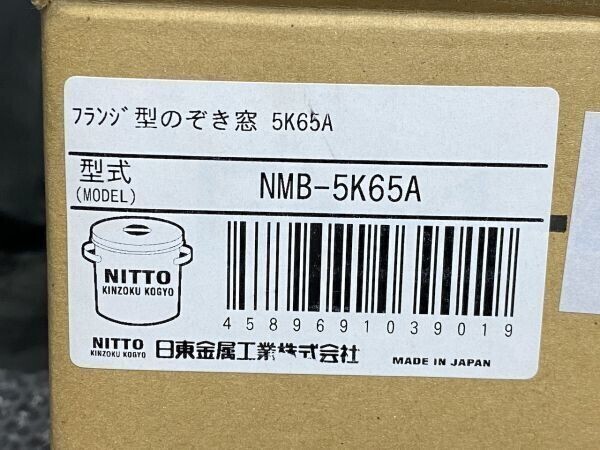 ﾌﾗﾝｼﾞ型のぞき窓 5K65A
型式
(MODEL)
NMB-5K65A
NITTO
KINZOKU KOGYO
4589691039019
NITTO
KINZOKU KOGYO
日東金属工業株式会社
MADE IN JAPAN